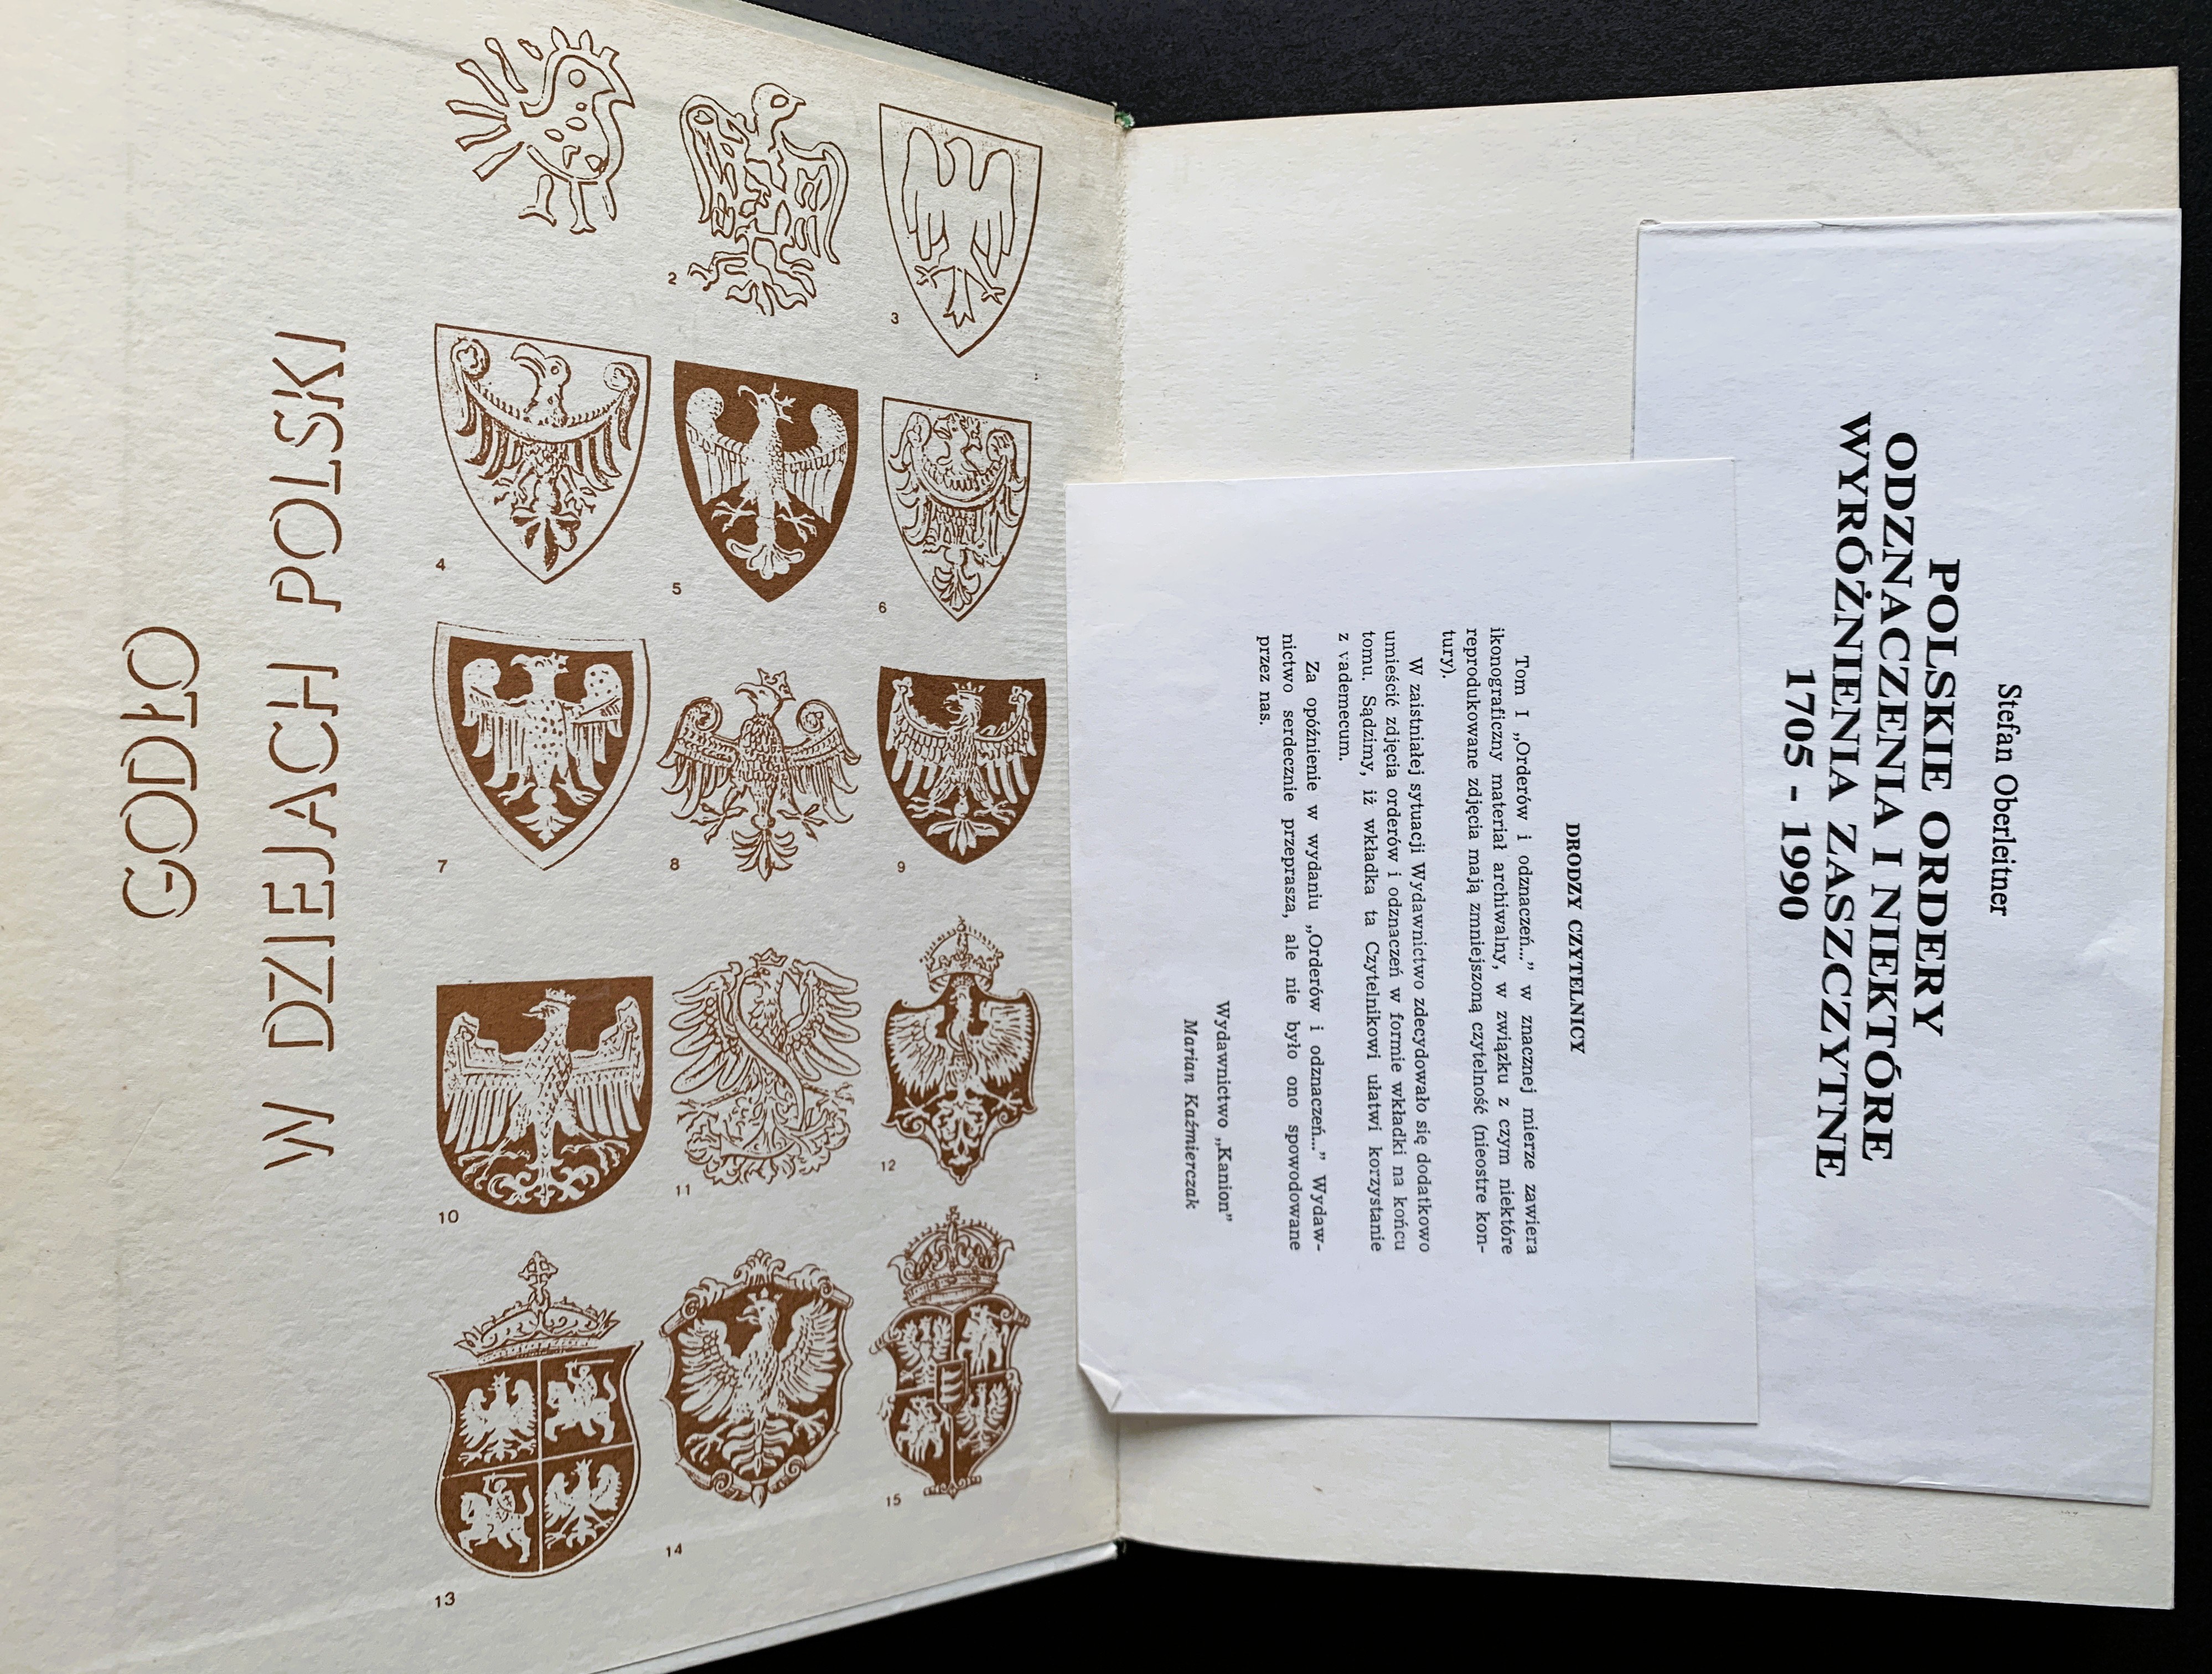 GODŁO
W DZIEJACH POLSKI
2
3
4
5
6
7
8
9
10
11
12
13
14
15
DRODZY CZYTELNICY
Tom I „Orderów i odznaczeń...” w znacznej mierze zawiera
ikonograficzny materiał archiwalny, w związku z czym niektóre
reprodukowane zdjęcia mają zmniejszoną czytelność (nieostre kon-
tury).
W zaistniałej sytuacji Wydawnictwo zdecydowało się dodatkowo
umieścić zdjęcia orderów i odznaczeń w formie wkładki na końcu
tomu. Sądzimy, iż wkładka ta Czytelnikowi ułatwi korzystanie
z vademecum.
Za opóźnienie w wydaniu „Orderów i odznaczeń...” Wydaw-
nictwo serdecznie przeprasza, ale nie było ono spowodowane
przez nas.
Wydawnictwo „Kanion”
Marian Kaźmierczak
Stefan Oberleitner
POLSKIE ORDERY
ODZNACZENIA I NIEKTÓRE
WYRÓŻNIENIA ZASZCZYTNE
1705 - 1990